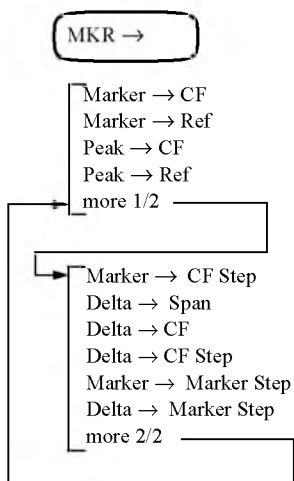 MKR →
Marker → CF
Marker → Ref
Peak → CF
Peak → Ref
more 1/2
Marker → CF Step
Delta → Span
Delta → CF
Delta → CF Step
Marker → Marker Step
Delta → Marker Step
more 2/2